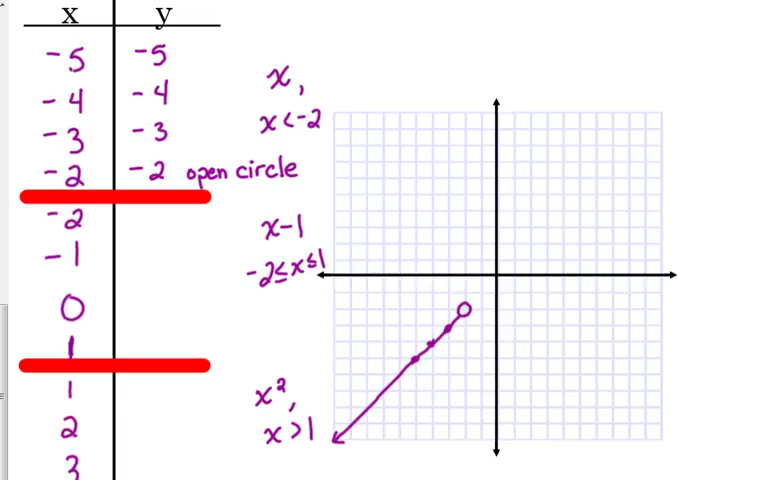 x y
-5 -5
-4 -4
-3 -3
-2 -2 open circle
-2
-1
0
1
1
2
3
x,
x<-2
x-1
-2≤x≤1
x²,
x>1